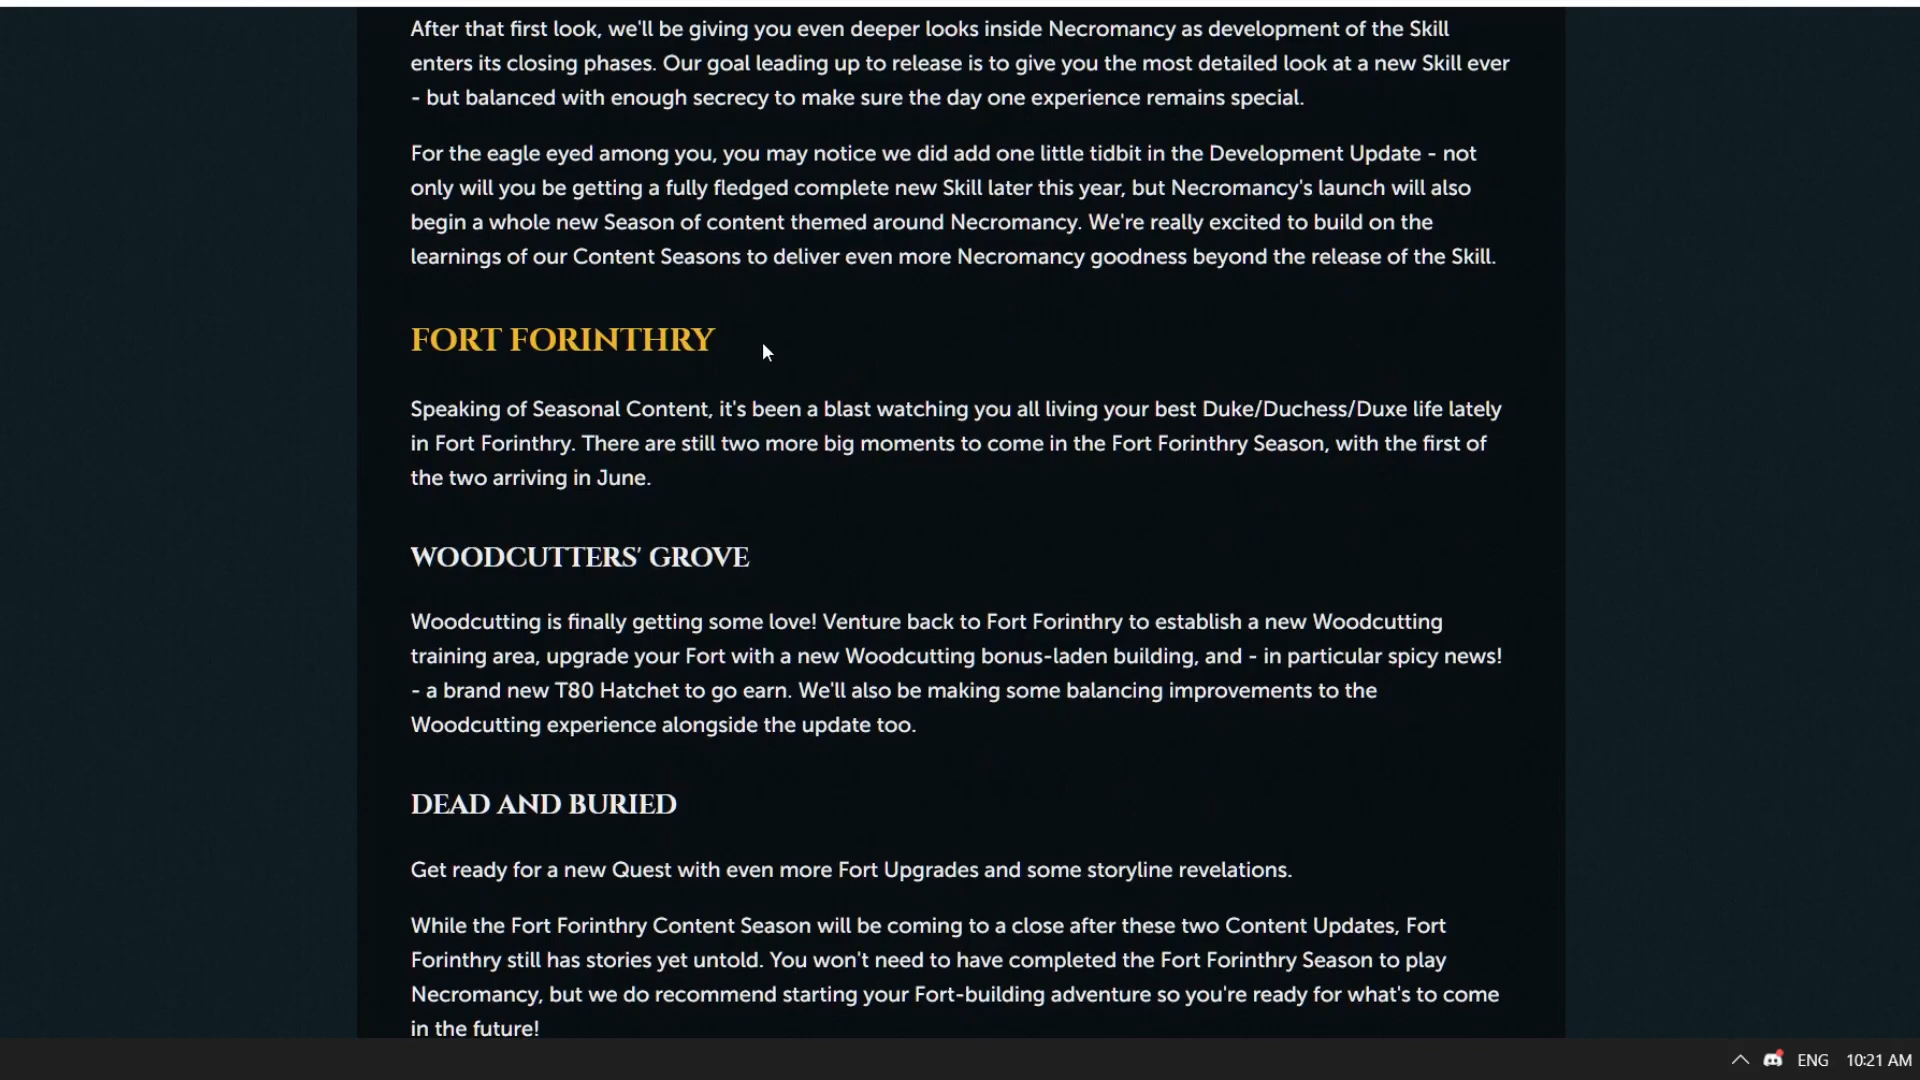 After that first look, we'll be giving you even deeper looks inside Necromancy as development of the Skill
enters its closing phases. Our goal leading up to release is to give you the most detailed look at a new Skill ever
- but balanced with enough secrecy to make sure the day one experience remains special.
For the eagle eyed among you, you may notice we did add one little tidbit in the Development Update - not
only will you be getting a fully fledged complete new Skill later this year, but Necromancy's launch will also
begin a whole new Season of content themed around Necromancy. We're really excited to build on the
learnings of our Content Seasons to deliver even more Necromancy goodness beyond the release of the Skill.
FORT FORINTHRY
Speaking of Seasonal Content, it's been a blast watching you all living your best Duke/Duchess/Duxe life lately
in Fort Forinthry. There are still two more big moments to come in the Fort Forinthry Season, with the first of
the two arriving in June.
WOODCUTTERS' GROVE
Woodcutting is finally getting some love! Venture back to Fort Forinthry to establish a new Woodcutting
training area, upgrade your Fort with a new Woodcutting bonus-laden building, and - in particular spicy news!
- a brand new T80 Hatchet to go earn. We'll also be making some balancing improvements to the
Woodcutting experience alongside the update too.
DEAD AND BURIED
Get ready for a new Quest with even more Fort Upgrades and some storyline revelations.
While the Fort Forinthry Content Season will be coming to a close after these two Content Updates, Fort
Forinthry still has stories yet untold. You won't need to have completed the Fort Forinthry Season to play
Necromancy, but we do recommend starting your Fort-building adventure so you're ready for what's to come
in the future!
ENG 10:21 AM